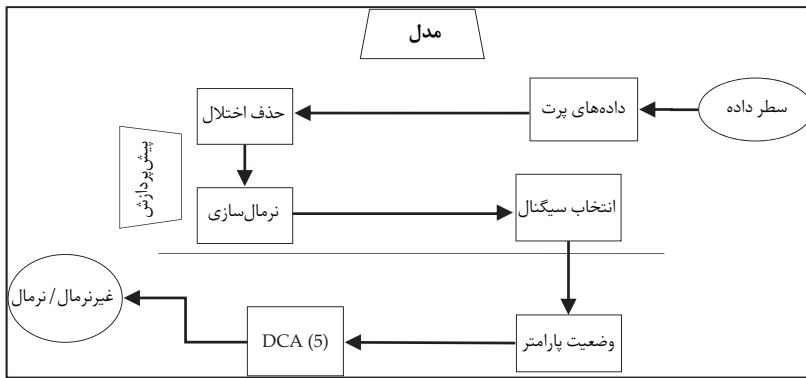 مدل
سطر داده
داده‌های پرت
حذف اختلال
پیش‌پردازش
نرمال‌سازی
انتخاب سیگنال
وضعیت پارامتر
DCA (5)
غیرنرمال/ نرمال